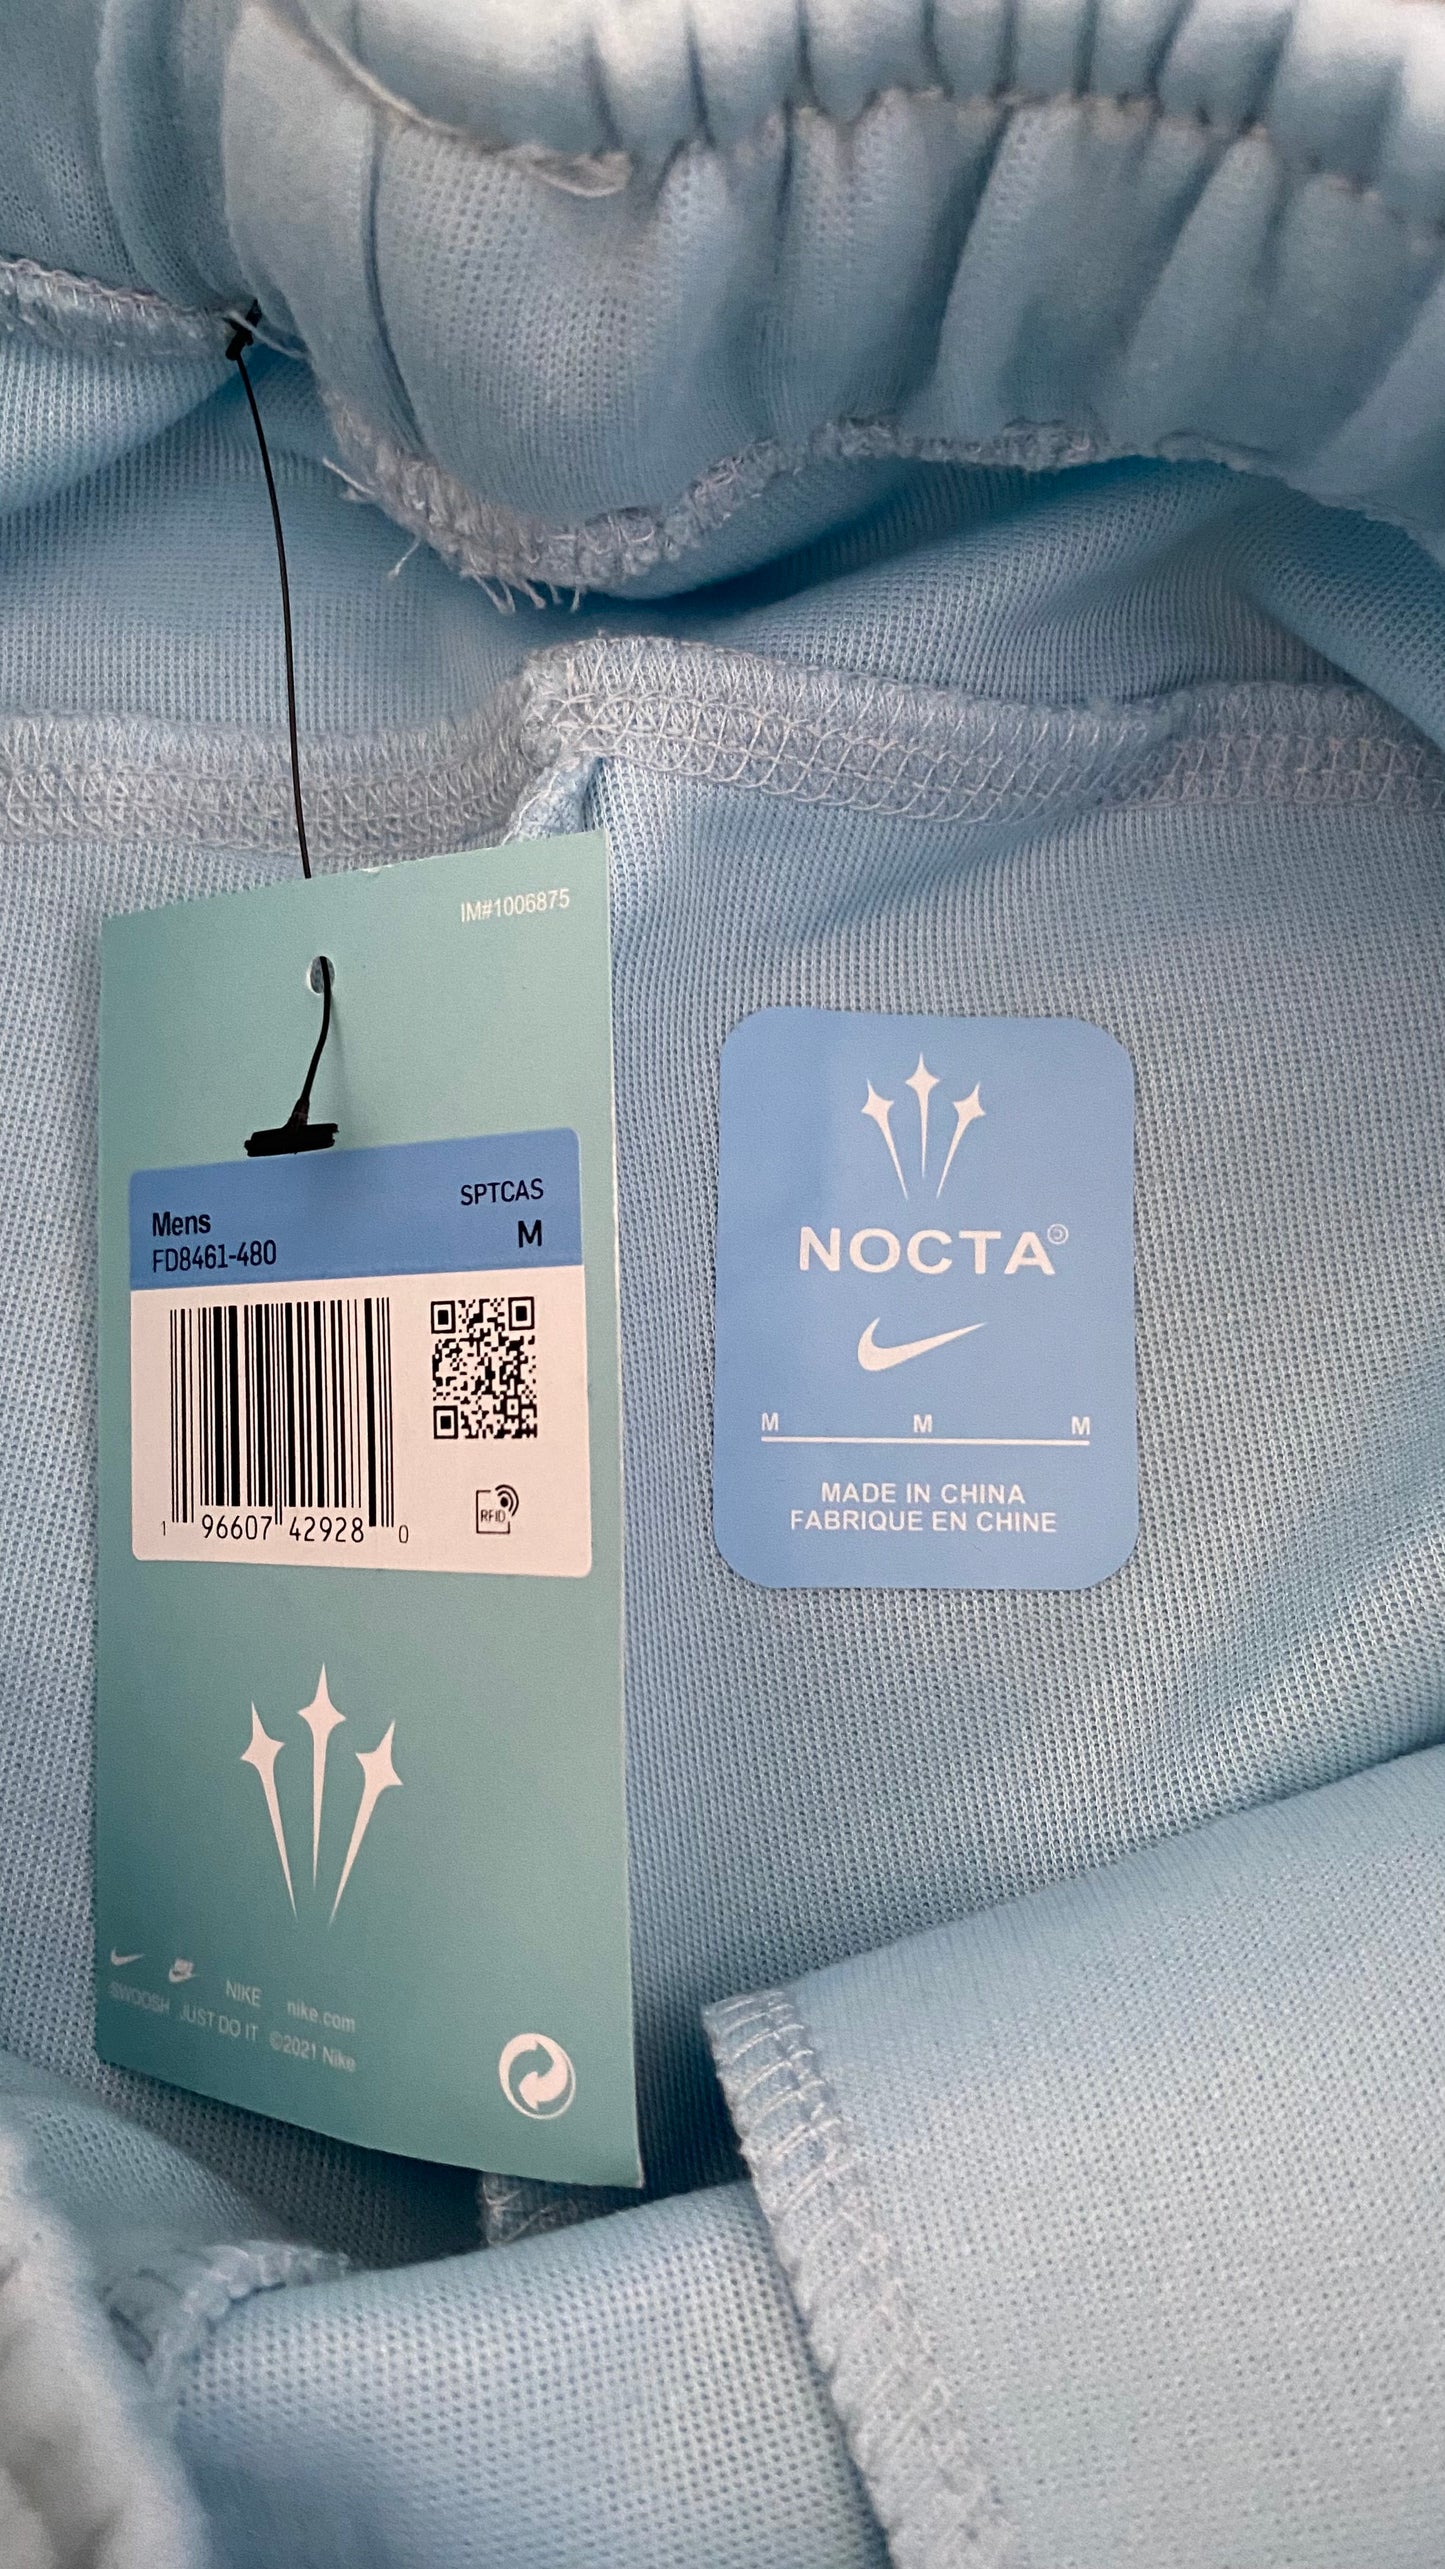 IM#1006875
SPTCAS
Mens M
FD8461-480
RFID
1 96607 42928 0
NIKE nike.com
SWOOSH JUST DO IT ©2021 Nike
NOCTA©
M M M
MADE IN CHINA
FABRIQUE EN CHINE